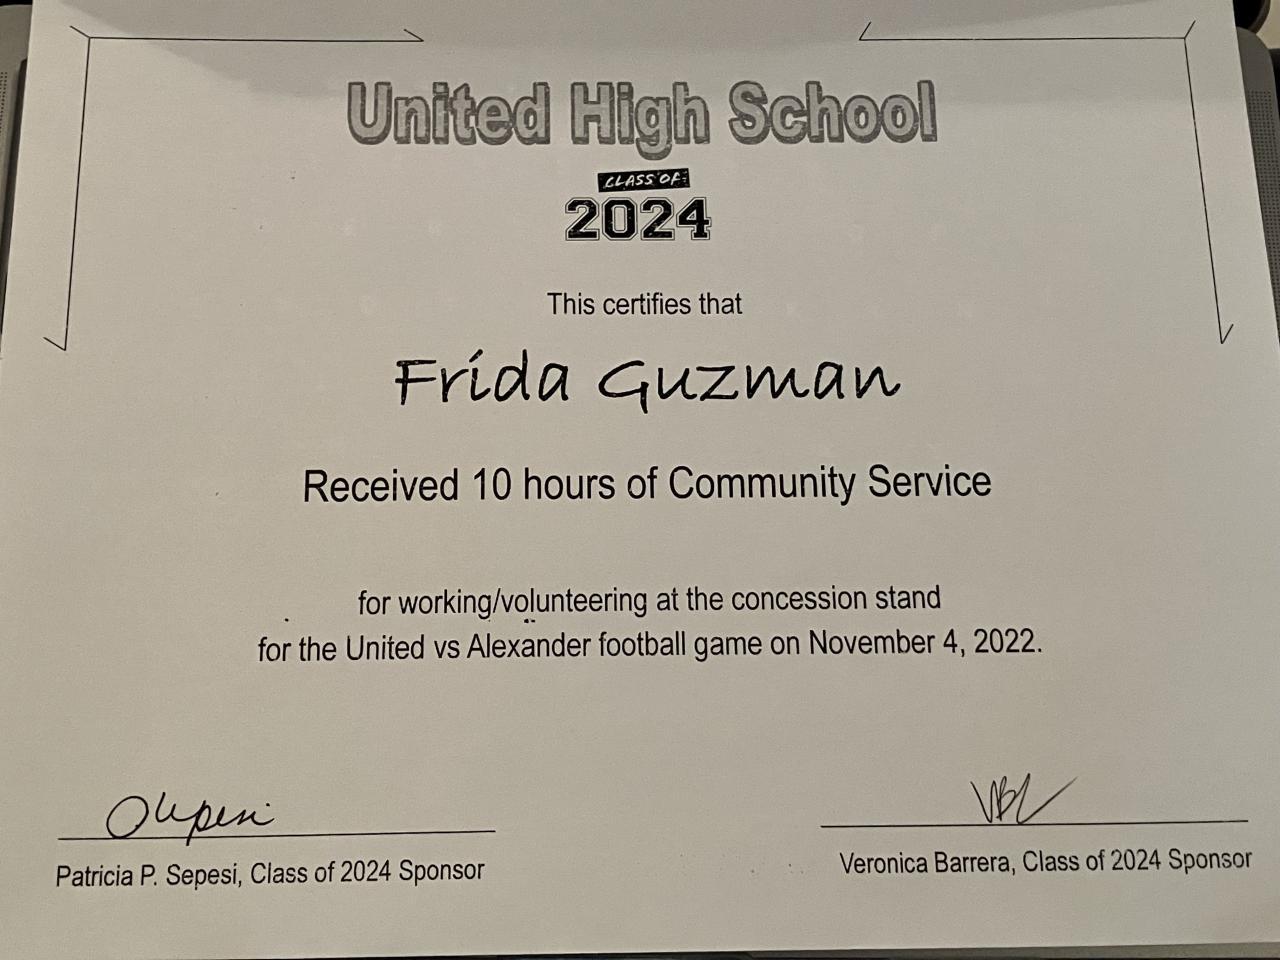 United High School
CLASS OF:
2024
This certifies that
Frida Guzman
Received 10 hours of Community Service
for working/volunteering at the concession stand
for the United vs Alexander football game on November 4, 2022.
Patricia P. Sepesi, Class of 2024 Sponsor
Veronica Barrera, Class of 2024 Sponsor